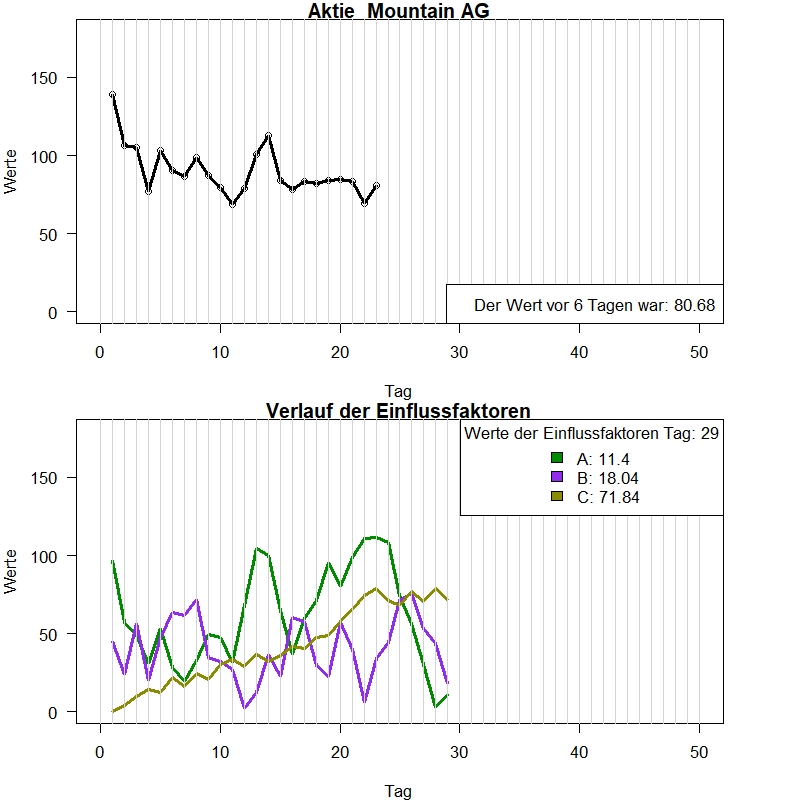 Aktie  Mountain AG
150
100
50
0
Werte
Der Wert vor 6 Tagen war: 80.68
0 10 20 30 40 50
Tag
Verlauf der Einflussfaktoren
Werte der Einflussfaktoren Tag: 29
A: 11.4
B: 18.04
C: 71.84
150
100
50
0
Werte
0 10 20 30 40 50
Tag